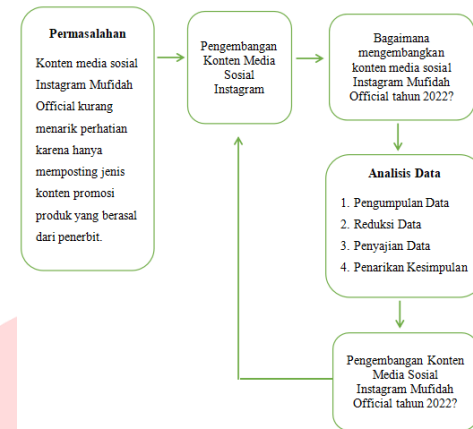 Permasalahan
Konten media sosial
Instagram Mufidah
Official kurang
menarik perhatian
karena hanya
memposting jenis
konten promosi
produk yang berasal
dari penerbit.
Pengembangan
Konten Media
Sosial
Instagram
Bagaimana
mengembangkan
konten media sosial
Instagram Mufidah
Official tahun 2022?
Analisis Data
1. Pengumpulan Data
2. Reduksi Data
3. Penyajian Data
4. Penarikan Kesimpulan
Pengembangan Konten
Media Sosial
Instagram Mufidah
Official tahun 2022?